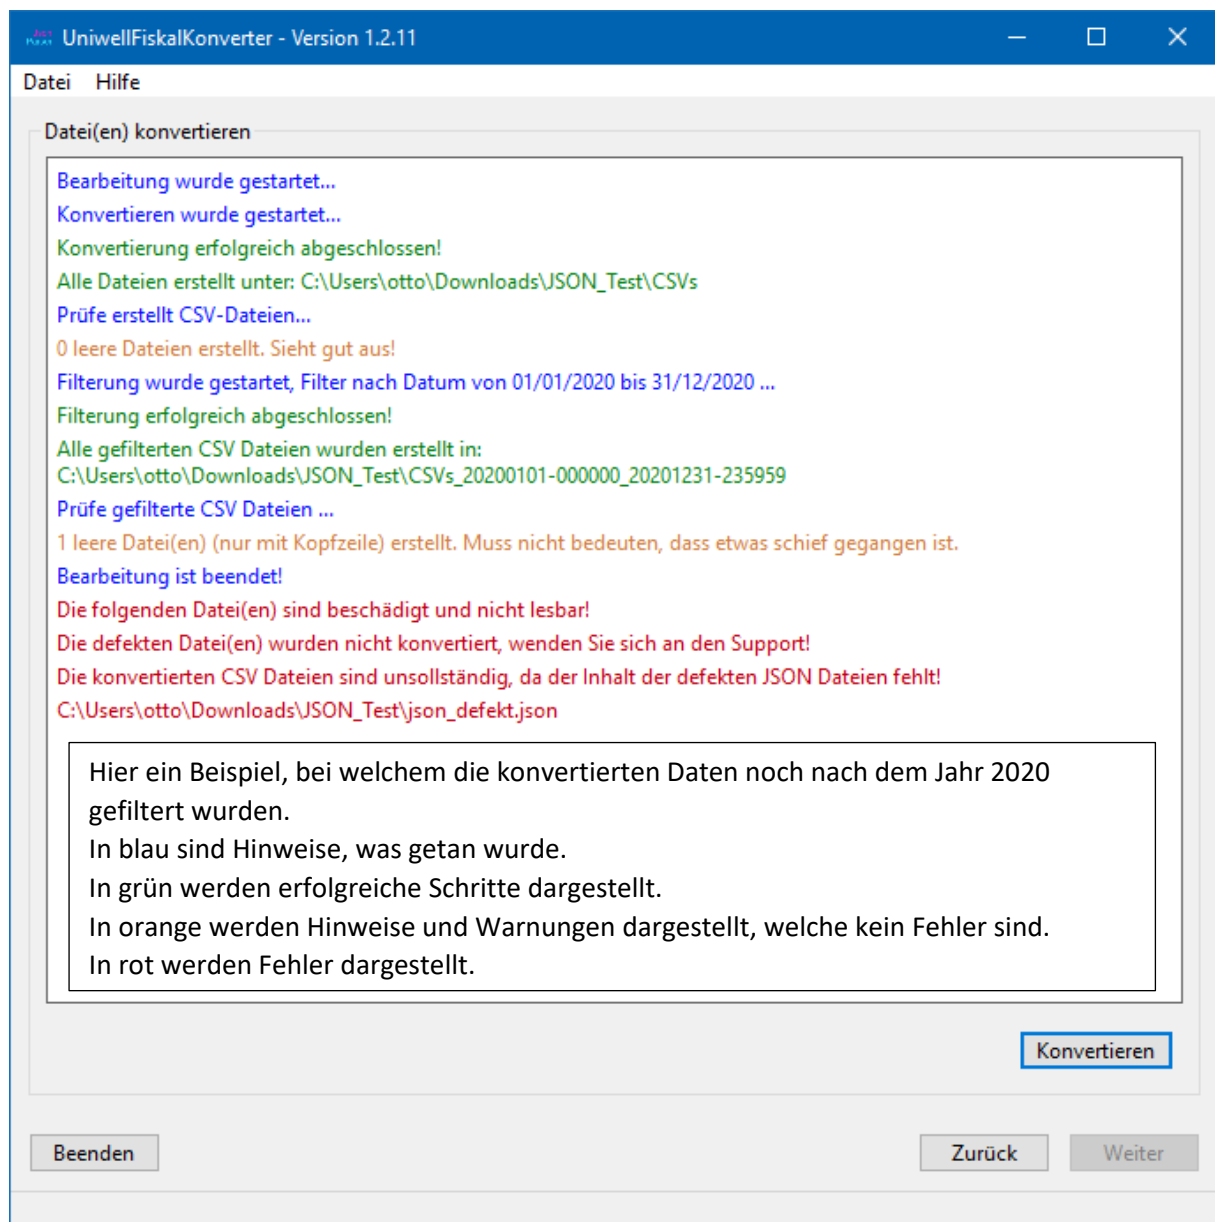 UniwellFiskalKonverter - Version 1.2.11
Datei Hilfe
Datei(en) konvertieren
Bearbeitung wurde gestartet...
Konvertieren wurde gestartet...
Konvertierung erfolgreich abgeschlossen!
Alle Dateien erstellt unter: C:\Users\otto\Downloads\JSON_Test\CSVs
Prüfe erstellt CSV-Dateien...
0 leere Dateien erstellt. Sieht gut aus!
Filterung wurde gestartet, Filter nach Datum von 01/01/2020 bis 31/12/2020 ...
Filterung erfolgreich abgeschlossen!
Alle gefilterten CSV Dateien wurden erstellt in:
C:\Users\otto\Downloads\JSON_Test\CSVs_20200101-000000_20201231-235959
Prüfe gefilterte CSV Dateien ...
1 leere Datei(en) (nur mit Kopfzeile) erstellt. Muss nicht bedeuten, dass etwas schief gegangen ist.
Bearbeitung ist beendet!
Die folgenden Datei(en) sind beschädigt und nicht lesbar!
Die defekten Datei(en) wurden nicht konvertiert, wenden Sie sich an den Support!
Die konvertierten CSV Dateien sind unsollständig, da der Inhalt der defekten JSON Dateien fehlt!
C:\Users\otto\Downloads\JSON_Test\json_defekt.json
Hier ein Beispiel, bei welchem die konvertierten Daten noch nach dem Jahr 2020
gefiltert wurden.
In blau sind Hinweise, was getan wurde.
In grün werden erfolgreiche Schritte dargestellt.
In orange werden Hinweise und Warnungen dargestellt, welche kein Fehler sind.
In rot werden Fehler dargestellt.
Konvertieren
Beenden
Zurück
Weiter